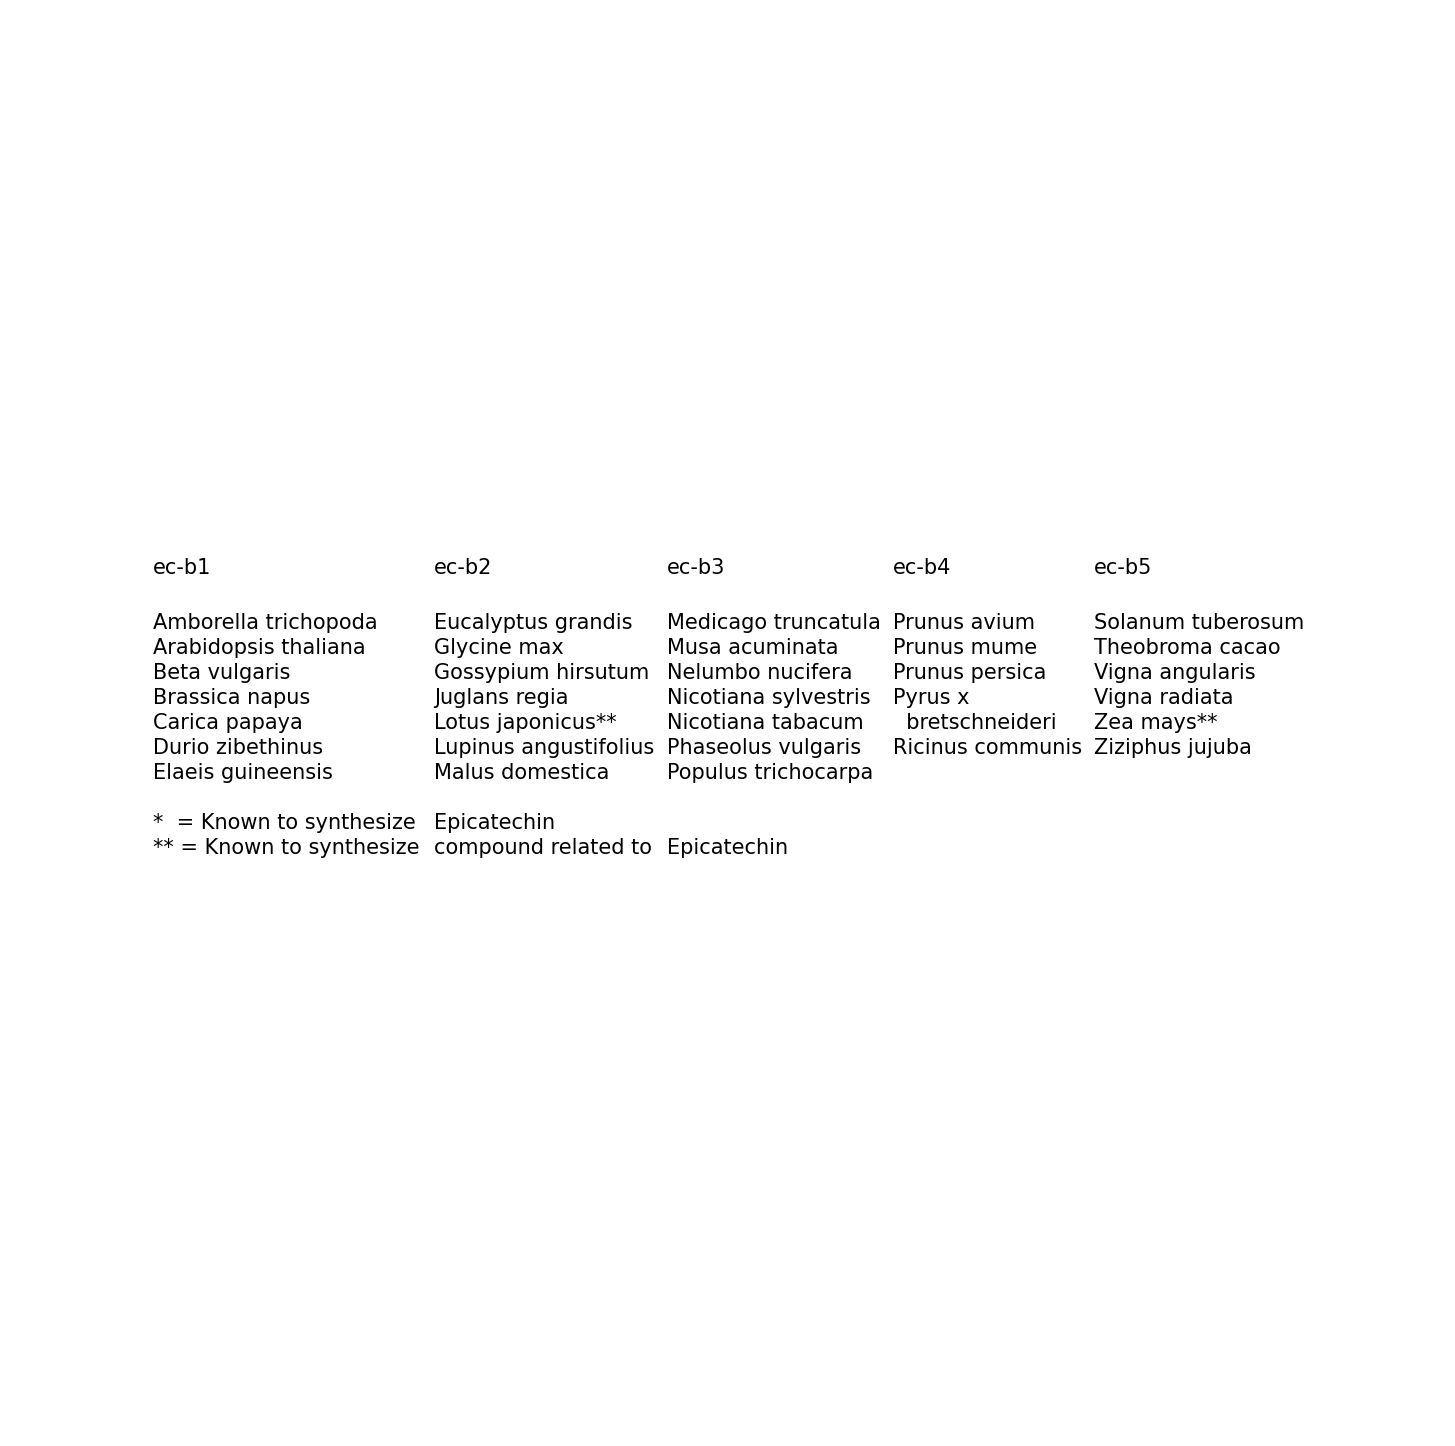 ec-b1 ec-b2 ec-b3 ec-b4 ec-b5
Amborella trichopoda Eucalyptus grandis Medicago truncatula Prunus avium Solanum tuberosum
Arabidopsis thaliana Glycine max Musa acuminata Prunus mume Theobroma cacao
Beta vulgaris Gossypium hirsutum Nelumbo nucifera Prunus persica Vigna angularis
Brassica napus Juglans regia Nicotiana sylvestris Pyrus x Vigna radiata
Carica papaya Lotus japonicus** Nicotiana tabacum bretschneideri Zea mays**
Durio zibethinus Lupinus angustifolius Phaseolus vulgaris Ricinus communis Ziziphus jujuba
Elaeis guineensis Malus domestica Populus trichocarpa
* = Known to synthesize Epicatechin
** = Known to synthesize compound related to Epicatechin